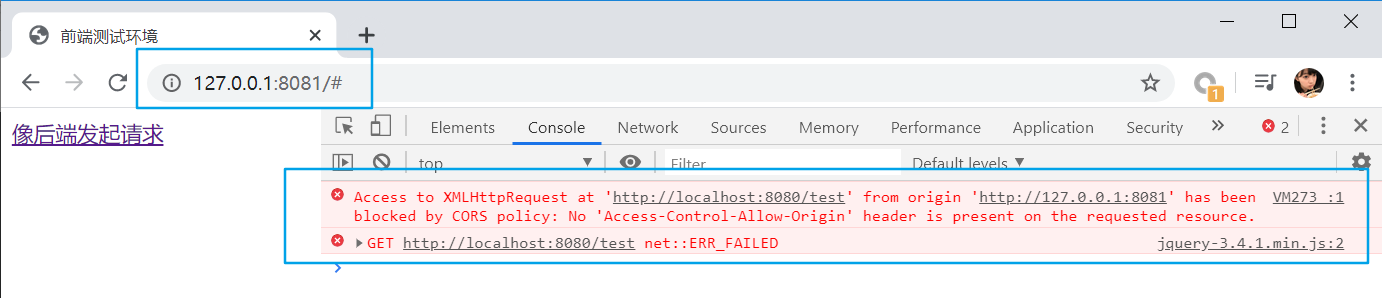 前端测试环境
127.0.0.1:8081/#
1
像后端发起请求
Elements Console Network Sources Memory Performance Application Security 2
top Filter Default levels
Access to XMLHttpRequest at 'http://localhost:8080/test' from origin 'http://127.0.0.1:8081' has been VM273 :1
blocked by CORS policy: No 'Access-Control-Allow-Origin' header is present on the requested resource.
GET http://localhost:8080/test net::ERR_FAILED jquery-3.4.1.min.js:2